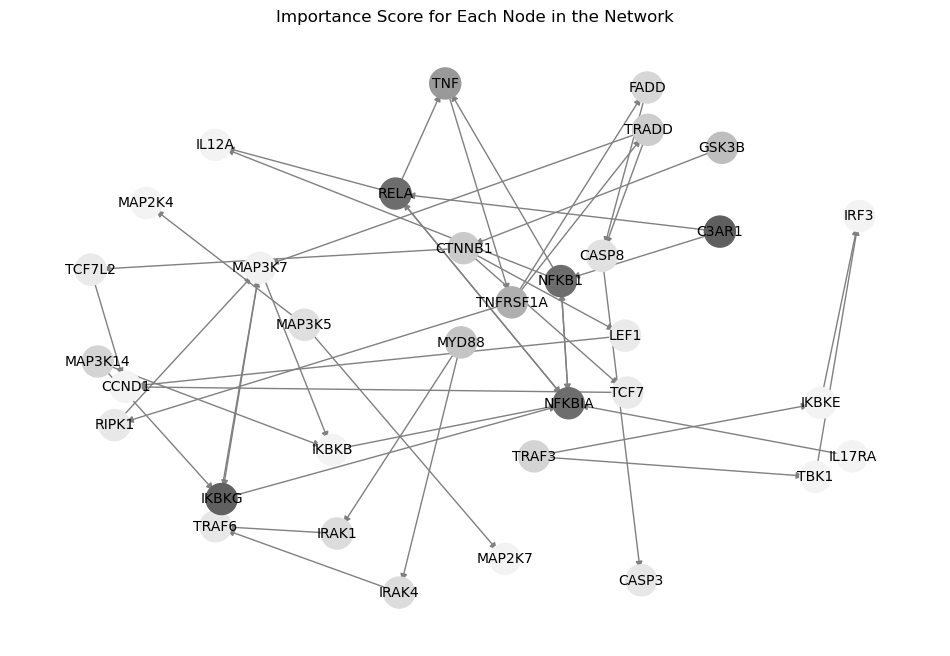 Importance Score for Each Node in the Network
TNF
FADD
TRADD
IL12A
GSK3B
RELA
MAP2K4
IRF3
C3AR1
CTNNB1
CASP8
TCF7L2
MAP3K7
NFKB1
TNFRSF1A
MAP3K5
LEF1
MYD88
MAP3K14
CCND1
TCF7
NFKBIA
IKBKE
RIPK1
IKBKB
TRAF3
IL17RA
TBK1
IKBKG
TRAF6
IRAK1
MAP2K7
CASP3
IRAK4